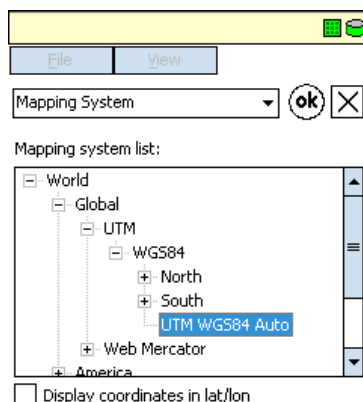 File View
Mapping System ok
Mapping system list:
World
Global
UTM
WGS84
North
South
UTM WGS84 Auto
Web Mercator
America
Display coordinates in lat/lon